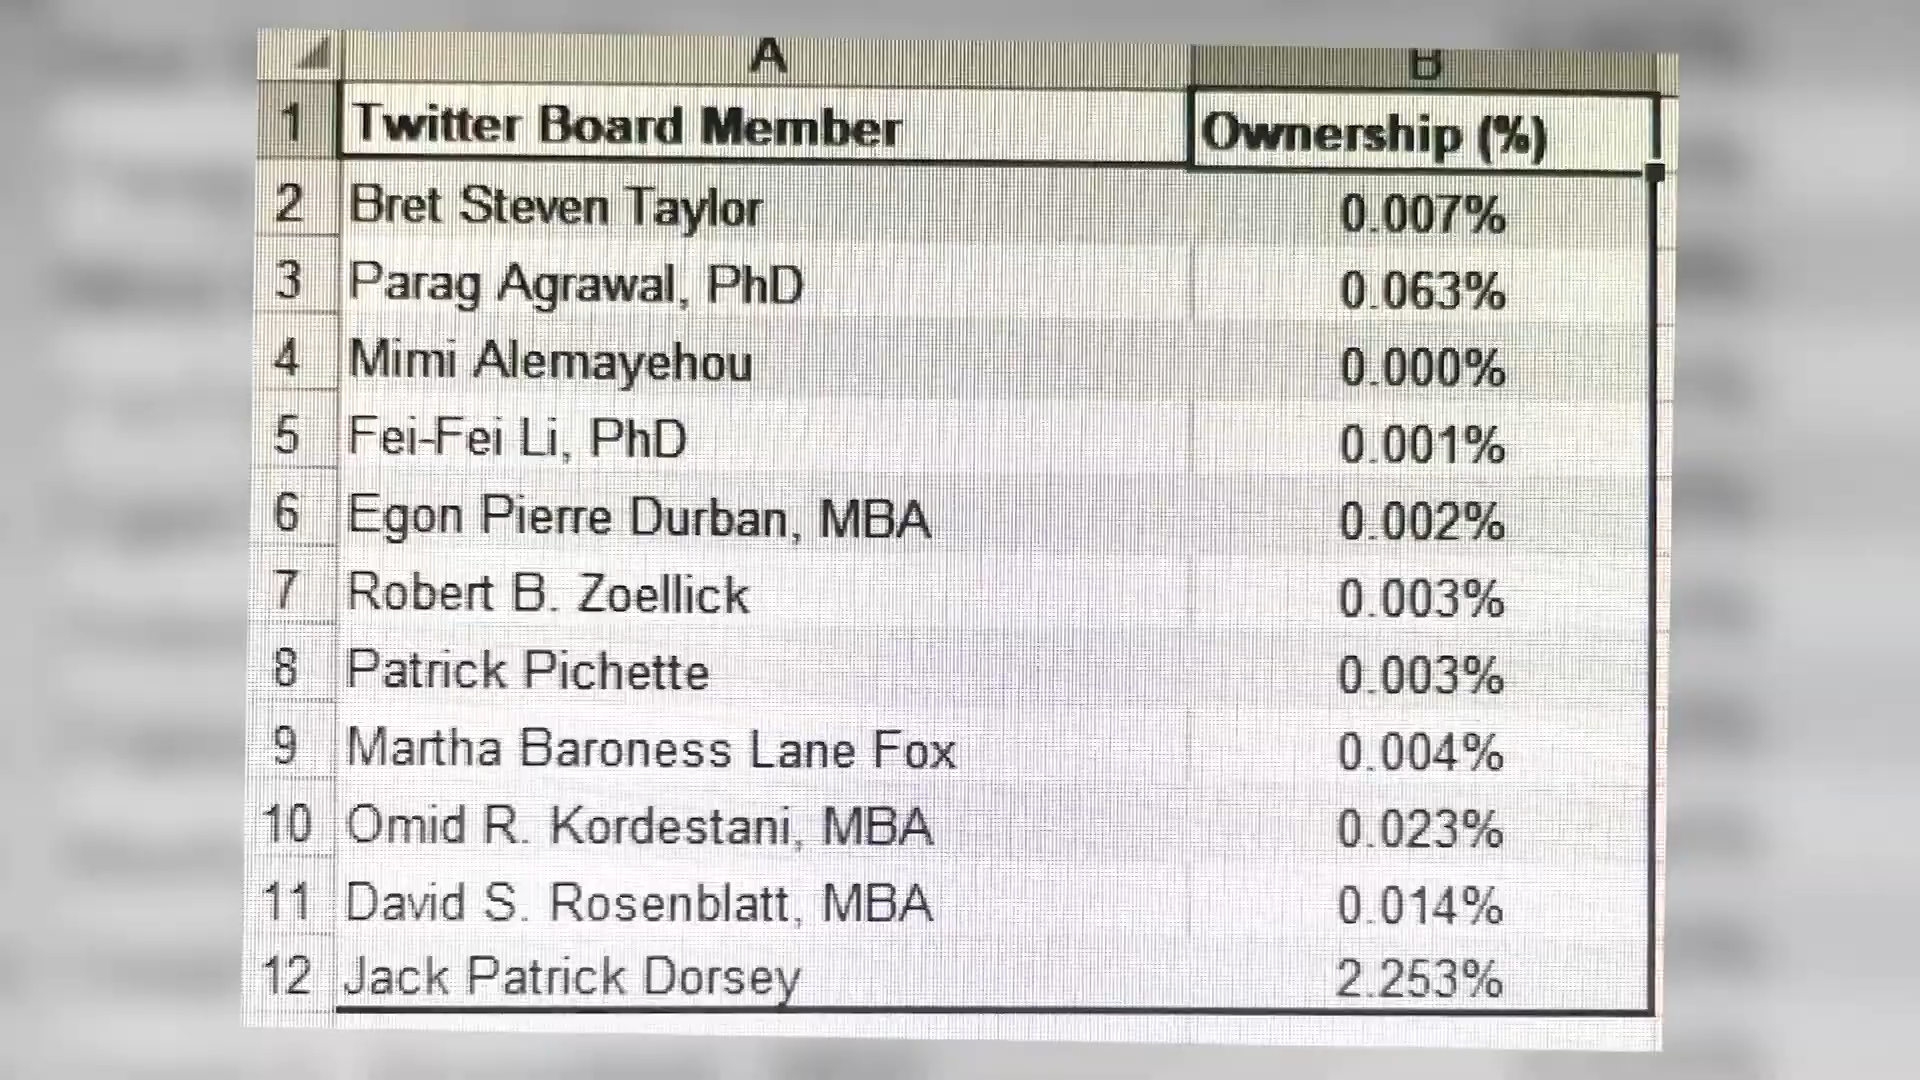 A B
1 Twitter Board Member Ownership (%)
2 Bret Steven Taylor 0.007%
3 Parag Agrawal, PhD 0.063%
4 Mimi Alemayehou 0.000%
5 Fei-Fei Li, PhD 0.001%
6 Egon Pierre Durban, MBA 0.002%
7 Robert B. Zoellick 0.003%
8 Patrick Pichette 0.003%
9 Martha Baroness Lane Fox 0.004%
10 Omid R. Kordestani, MBA 0.023%
11 David S. Rosenblatt, MBA 0.014%
12 Jack Patrick Dorsey 2.253%